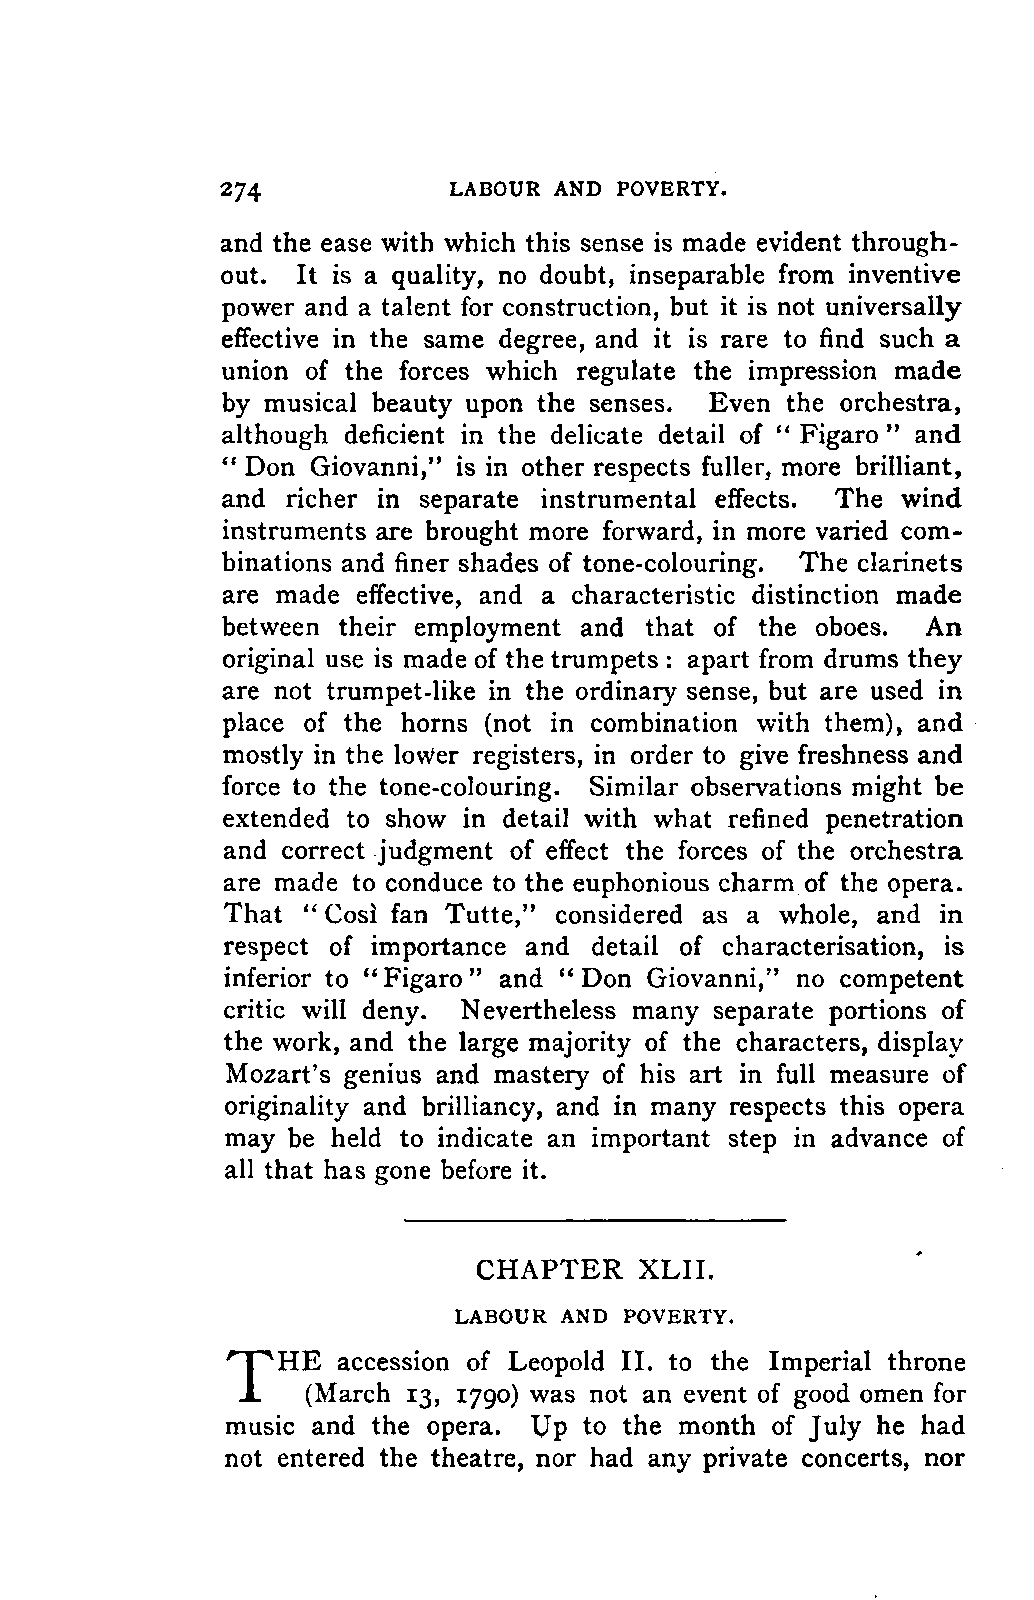 274 LABOUR AND POVERTY.
and the ease with which this sense is made evident through-
out. It is a quality, no doubt, inseparable from inventive
power and a talent for construction, but it is not universally
effective in the same degree, and it is rare to find such a
union of the forces which regulate the impression made
by musical beauty upon the senses. Even the orchestra,
although deficient in the delicate detail of " Figaro " and
" Don Giovanni," is in other respects fuller, more brilliant,
and richer in separate instrumental effects. The wind
instruments are brought more forward, in more varied com-
binations and finer shades of tone-colouring. The clarinets
are made effective, and a characteristic distinction made
between their employment and that of the oboes. An
original use is made of the trumpets : apart from drums they
are not trumpet-like in the ordinary sense, but are used in
place of the horns (not in combination with them), and
mostly in the lower registers, in order to give freshness and
force to the tone-colouring. Similar observations might be
extended to show in detail with what refined penetration
and correct judgment of effect the forces of the orchestra
are made to conduce to the euphonious charm of the opera.
That " Così fan Tutte," considered as a whole, and in
respect of importance and detail of characterisation, is
inferior to " Figaro " and " Don Giovanni," no competent
critic will deny. Nevertheless many separate portions of
the work, and the large majority of the characters, display
Mozart's genius and mastery of his art in full measure of
originality and brilliancy, and in many respects this opera
may be held to indicate an important step in advance of
all that has gone before it.
CHAPTER XLII.
LABOUR AND POVERTY.
THE accession of Leopold II. to the Imperial throne
(March 13, 1790) was not an event of good omen for
music and the opera. Up to the month of July he had
not entered the theatre, nor had any private concerts, nor